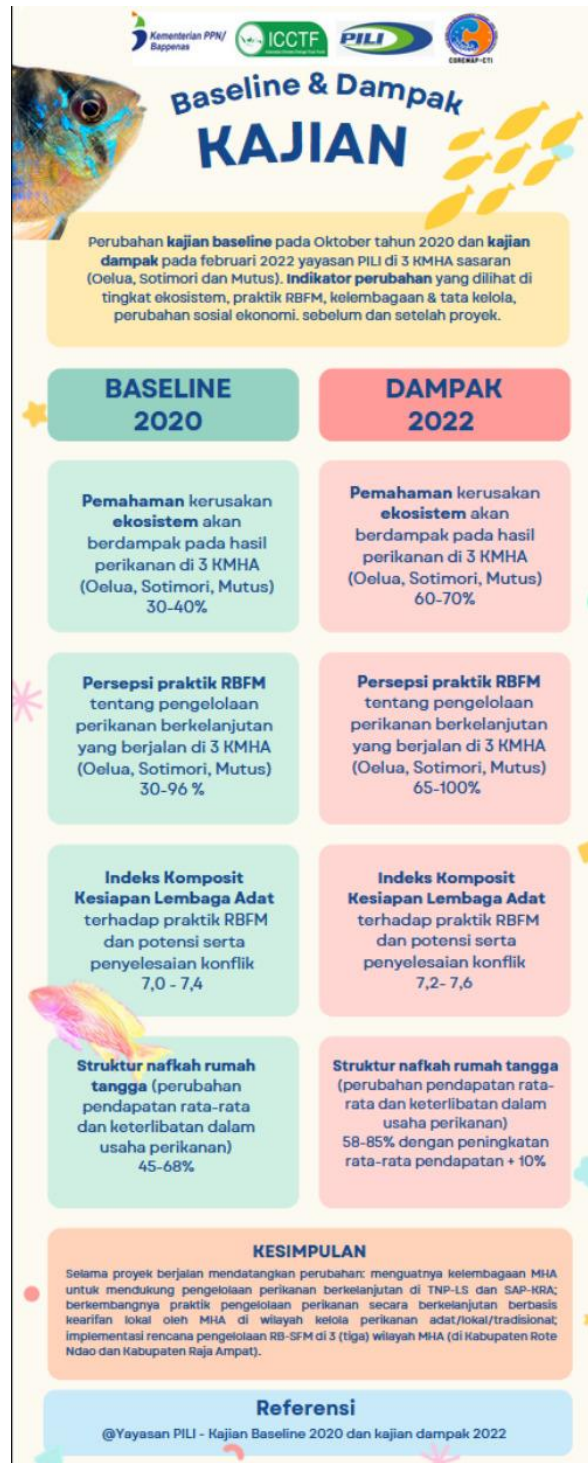 Kementerian PPN/
Bappenas
ICCTF
Indonesia Climate Change Trust Fund
PILI
COREMAP-CTI
Baseline & Dampak
KAJIAN
Perubahan kajian baseline pada Oktober tahun 2020 dan kajian
dampak pada februari 2022 yayasan PILI di 3 KMHA sasaran
(Oelua, Sotimori dan Mutus). Indikator perubahan yang dilihat di
tingkat ekosistem, praktik RBFM, kelembagaan & tata kelola,
perubahan sosial ekonomi. sebelum dan setelah proyek.
BASELINE
2020
DAMPAK
2022
Pemahaman kerusakan
ekosistem akan
berdampak pada hasil
perikanan di 3 KMHA
(Oelua, Sotimori, Mutus)
30-40%
Pemahaman kerusakan
ekosistem akan
berdampak pada hasil
perikanan di 3 KMHA
(Oelua, Sotimori, Mutus)
60-70%
Persepsi praktik RBFM
tentang pengelolaan
perikanan berkelanjutan
yang berjalan di 3 KMHA
(Oelua, Sotimori, Mutus)
30-96 %
Persepsi praktik RBFM
tentang pengelolaan
perikanan berkelanjutan
yang berjalan di 3 KMHA
(Oelua, Sotimori, Mutus)
65-100%
Indeks Komposit
Kesiapan Lembaga Adat
terhadap praktik RBFM
dan potensi serta
penyelesaian konflik
7,0 - 7,4
Indeks Komposit
Kesiapan Lembaga Adat
terhadap praktik RBFM
dan potensi serta
penyelesaian konflik
7,2- 7,6
Struktur nafkah rumah
tangga (perubahan
pendapatan rata-rata
dan keterlibatan dalam
usaha perikanan)
45-68%
Struktur nafkah rumah tangga
(perubahan pendapatan rata-
rata dan keterlibatan dalam
usaha perikanan)
58-85% dengan peningkatan
rata-rata pendapatan + 10%
KESIMPULAN
Selama proyek berjalan mendatangkan perubahan: menguatnya kelembagaan MHA
untuk mendukung pengelolaan perikanan berkelanjutan di TNP-LS dan SAP-KRA;
berkembangnya praktik pengelolaan perikanan secara berkelanjutan berbasis
kearifan lokal oleh MHA di wilayah kelola perikanan adat/lokal/tradisional;
implementasi rencana pengelolaan RB-SFM di 3 (tiga) wilayah MHA (di Kabupaten Rote
Ndao dan Kabupaten Raja Ampat).
Referensi
@Yayasan PILI - Kajian Baseline 2020 dan kajian dampak 2022